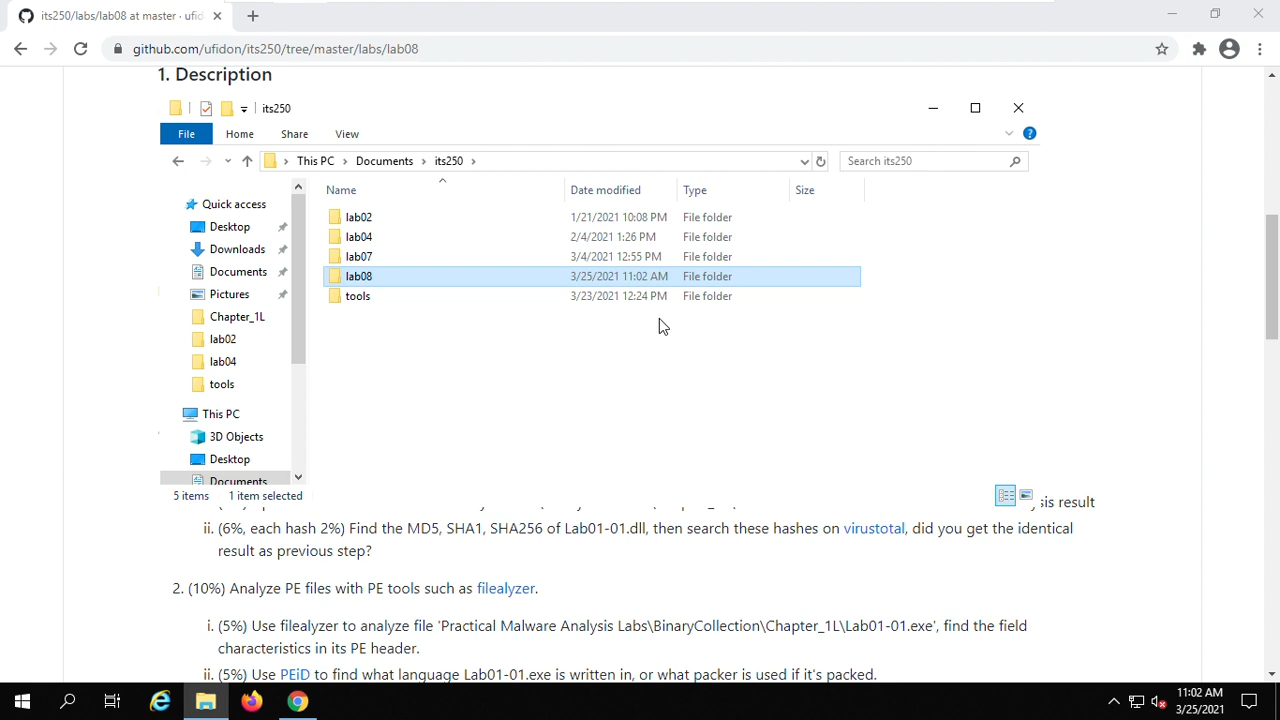 its250/labs/lab08 at master · ufid
github.com/ufidon/its250/tree/master/labs/lab08
1. Description
its250
File Home Share View
This PC Documents its250
Search its250
Name Date modified Type Size
Quick access
Desktop
Downloads
Documents
Pictures
Chapter_1L
lab02
lab04
tools
This PC
3D Objects
Desktop
Documents
lab02 1/21/2021 10:08 PM File folder
lab04 2/4/2021 1:26 PM File folder
lab07 3/4/2021 12:55 PM File folder
lab08 3/25/2021 11:02 AM File folder
tools 3/23/2021 12:24 PM File folder
5 items 1 item selected
sis result
ii. (6%, each hash 2%) Find the MD5, SHA1, SHA256 of Lab01-01.dll, then search these hashes on virustotal, did you get the identical
result as previous step?
2. (10%) Analyze PE files with PE tools such as filealyzer.
i. (5%) Use filealyzer to analyze file 'Practical Malware Analysis Labs\BinaryCollection\Chapter_1L\Lab01-01.exe', find the field
characteristics in its PE header.
ii. (5%) Use PEiD to find what language Lab01-01.exe is written in, or what packer is used if it's packed.
11:02 AM
3/25/2021